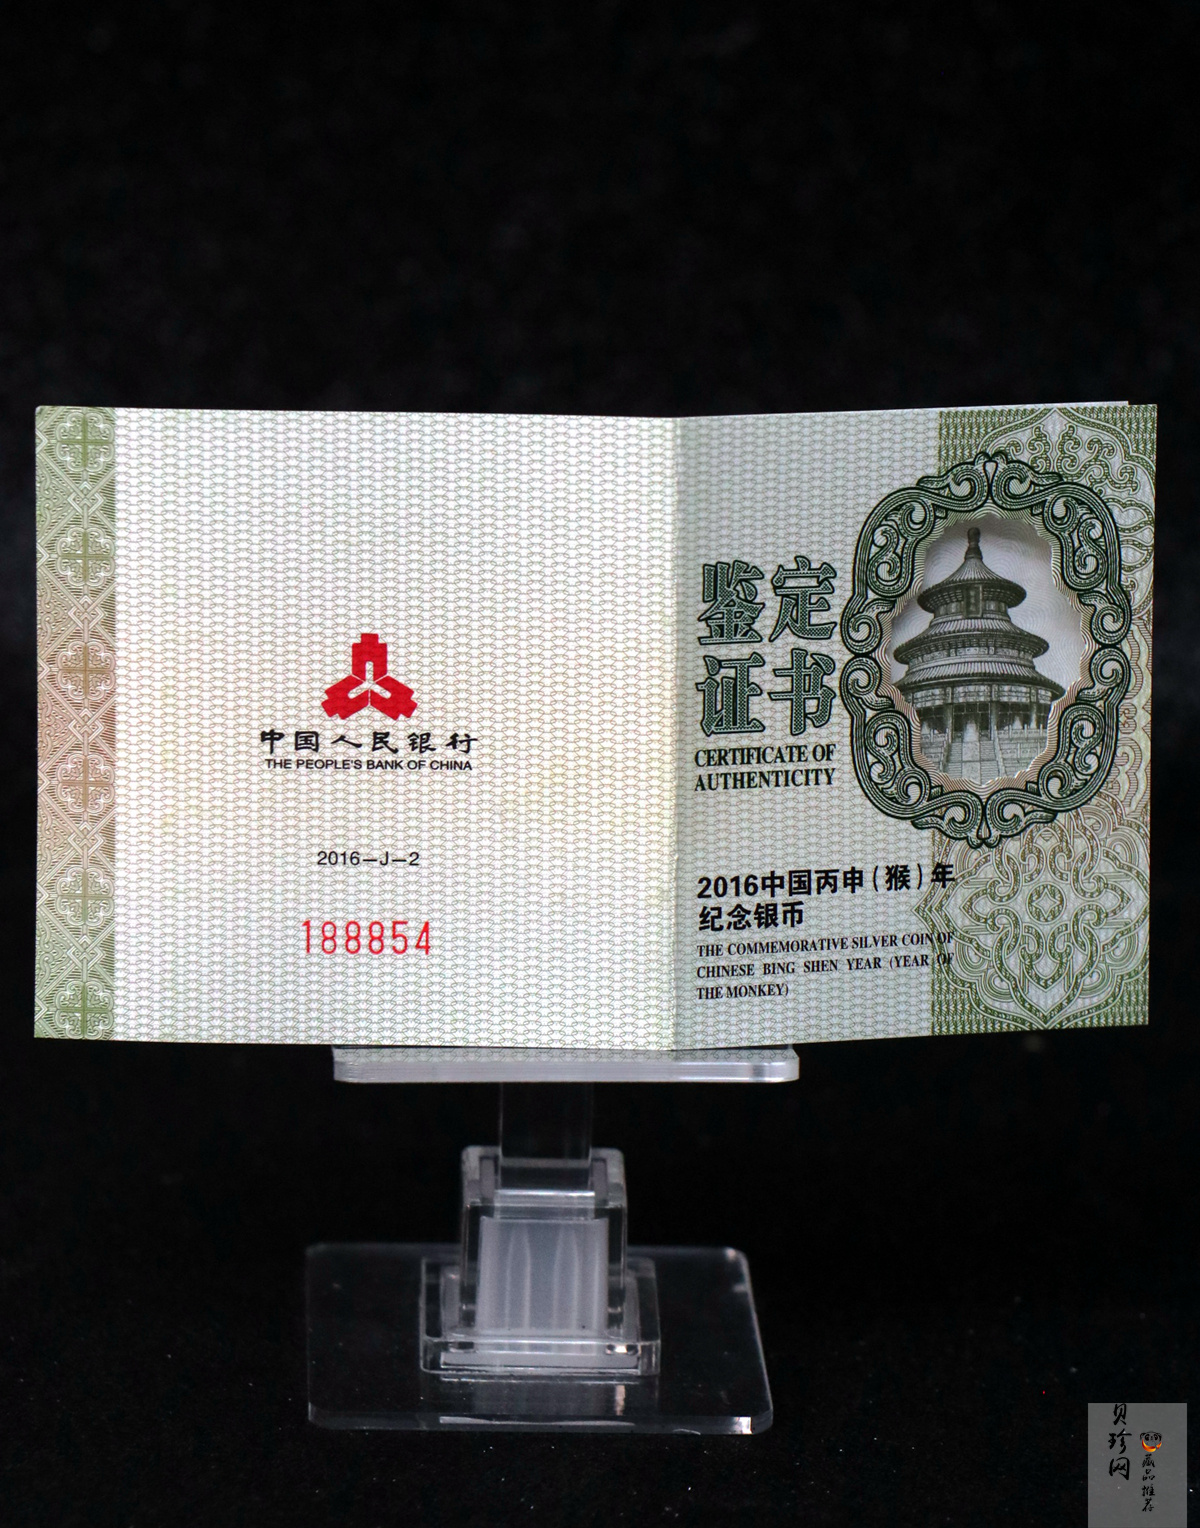 中国人民银行
THE PEOPLE'S BANK OF CHINA
2016-J-2
188854
鉴定
证书
CERTIFICATE OF
AUTHENTICITY
2016中国丙申(猴)年
纪念银币
THE COMMEMORATIVE SILVER COIN OF
CHINESE BING SHEN YEAR (YEAR OF
THE MONKEY)
贝珍网
藏品推荐